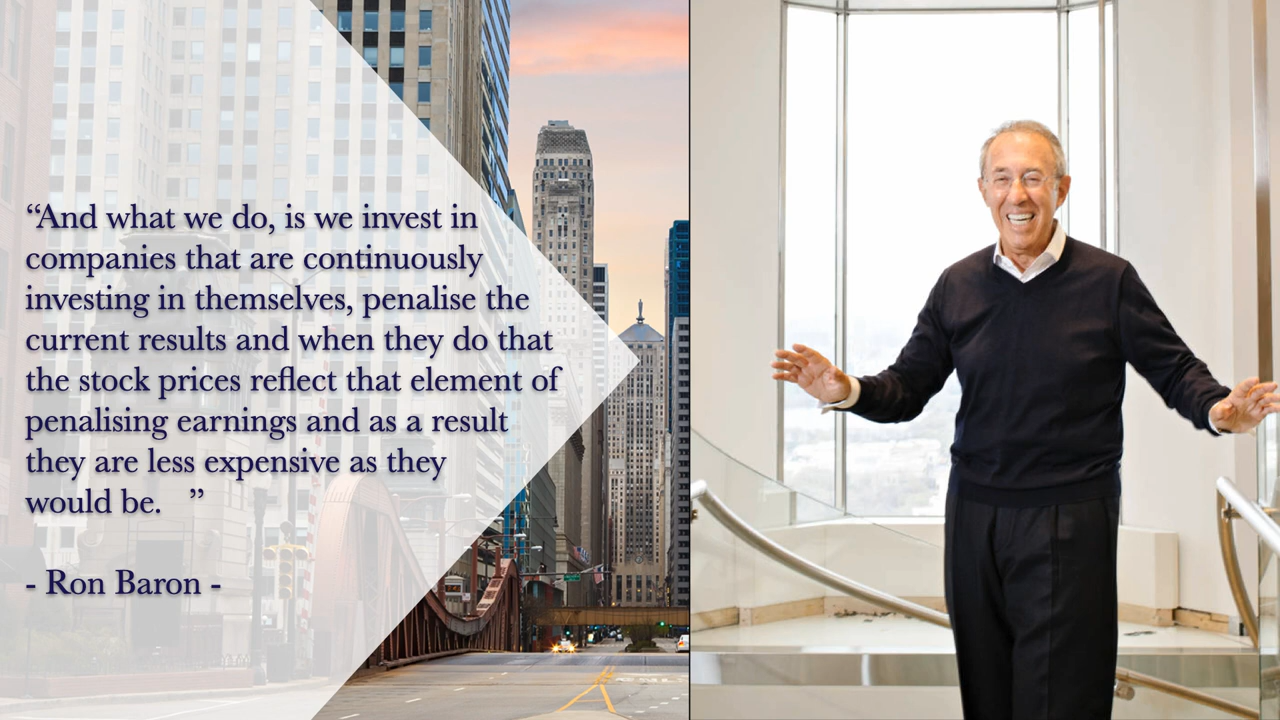 “And what we do, is we invest in
companies that are continuously
investing in themselves, penalise the
current results and when they do that
the stock prices reflect that element of
penalising earnings and as a result
they are less expensive as they
would be. ”
- Ron Baron -